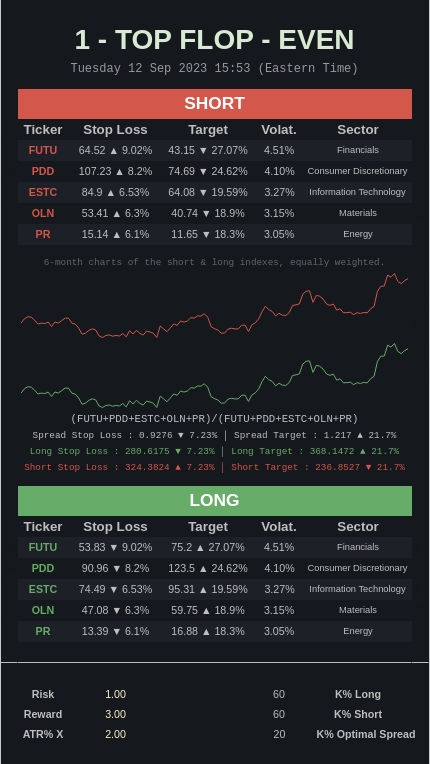 1 - TOP FLOP - EVEN
Tuesday 12 Sep 2023 15:53 (Eastern Time)
SHORT
Ticker Stop Loss Target Volat. Sector
FUTU 64.52 ▲ 9.02% 43.15 ▼ 27.07% 4.51% Financials
PDD 107.23 ▲ 8.2% 74.69 ▼ 24.62% 4.10% Consumer Discretionary
ESTC 84.9 ▲ 6.53% 64.08 ▼ 19.59% 3.27% Information Technology
OLN 53.41 ▲ 6.3% 40.74 ▼ 18.9% 3.15% Materials
PR 15.14 ▲ 6.1% 11.65 ▼ 18.3% 3.05% Energy
6-month charts of the short & long indexes, equally weighted.
(FUTU+PDD+ESTC+OLN+PR)/(FUTU+PDD+ESTC+OLN+PR)
Spread Stop Loss : 0.9276 ▼ 7.23% | Spread Target : 1.217 ▲ 21.7%
Long Stop Loss : 280.6175 ▼ 7.23% | Long Target : 368.1472 ▲ 21.7%
Short Stop Loss : 324.3824 ▲ 7.23% | Short Target : 236.8527 ▼ 21.7%
LONG
Ticker Stop Loss Target Volat. Sector
FUTU 53.83 ▼ 9.02% 75.2 ▲ 27.07% 4.51% Financials
PDD 90.96 ▼ 8.2% 123.5 ▲ 24.62% 4.10% Consumer Discretionary
ESTC 74.49 ▼ 6.53% 95.31 ▲ 19.59% 3.27% Information Technology
OLN 47.08 ▼ 6.3% 59.75 ▲ 18.9% 3.15% Materials
PR 13.39 ▼ 6.1% 16.88 ▲ 18.3% 3.05% Energy
Risk 1.00 60 K% Long
Reward 3.00 60 K% Short
ATR% X 2.00 20 K% Optimal Spread